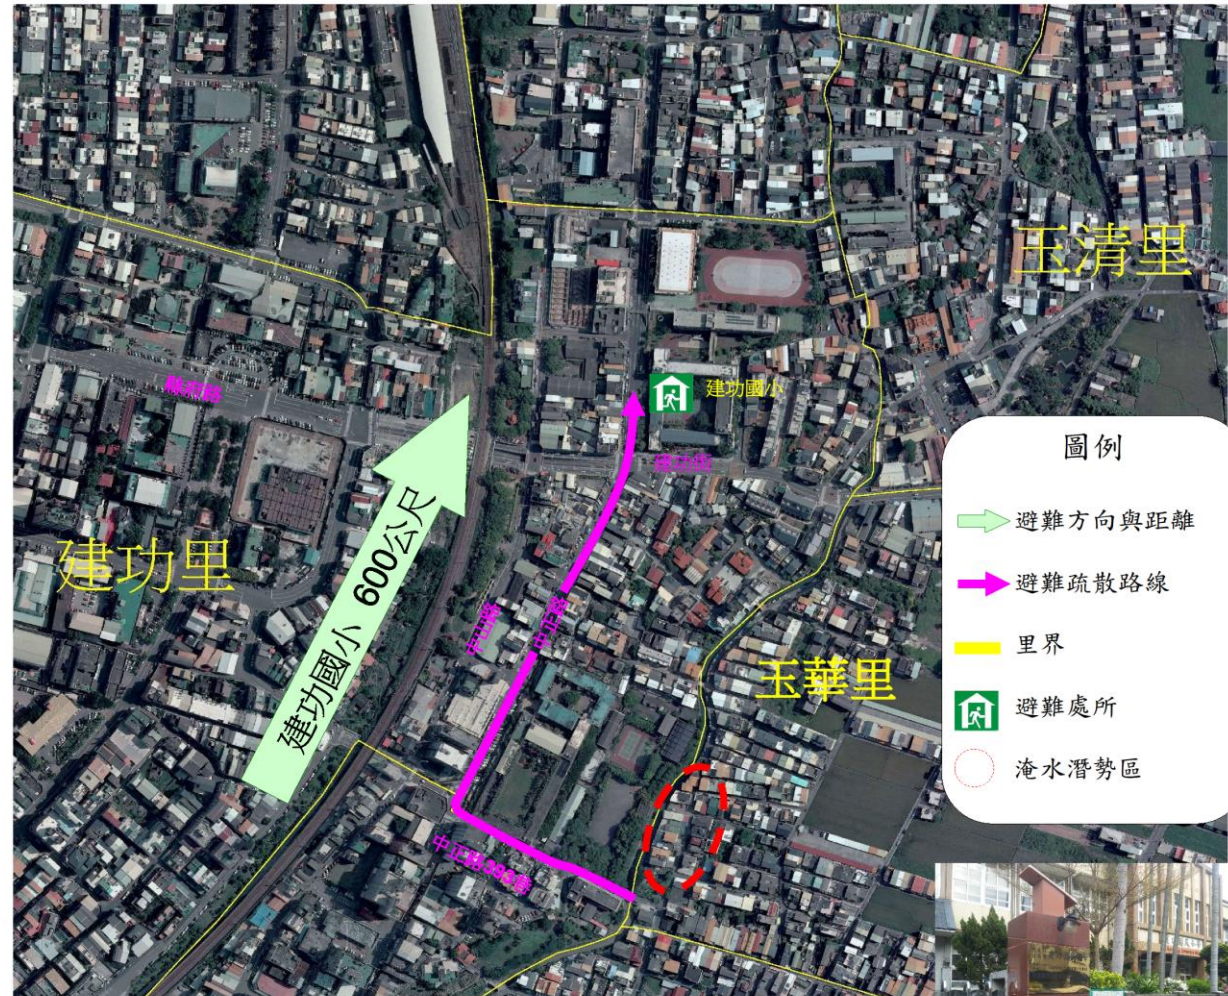 玉清里
縣府路
建功國小
建功街
圖例
避難方向與距離
避難疏散路線
里界
避難處所
淹水潛勢區
建功里
建功國小 600公尺
中山路
中正路
玉華里
中正路393巷